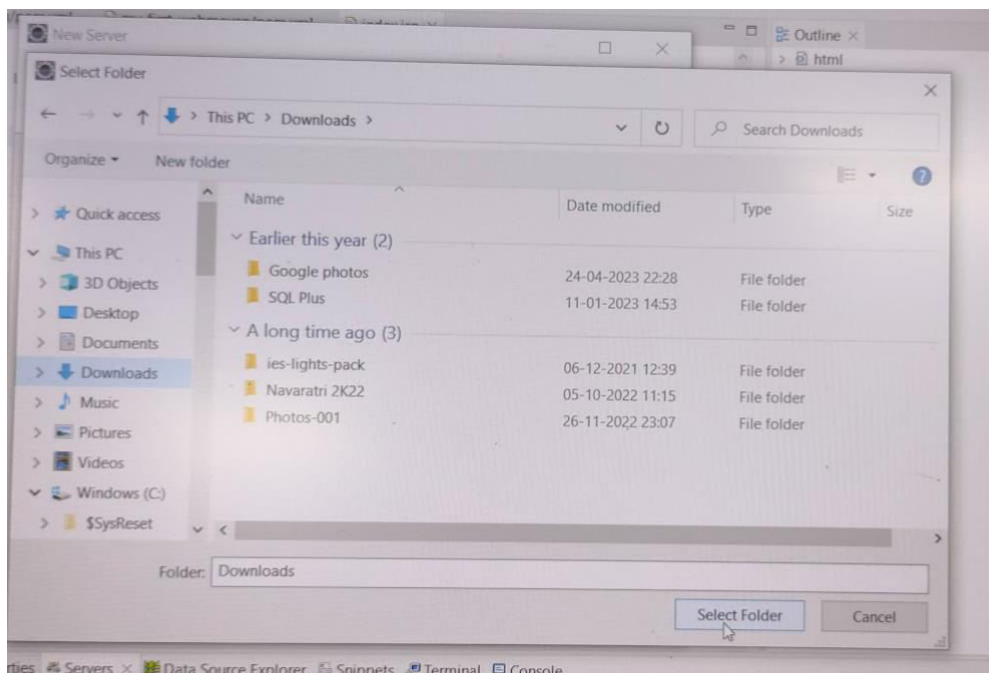 New Server
Outline
html
Select Folder
This PC > Downloads >
Search Downloads
Organize
New folder
Name
Date modified
Type
Size
Quick access
This PC
3D Objects
Desktop
Documents
Downloads
Music
Pictures
Videos
Windows (C:)
$SysReset
Earlier this year (2)
Google photos 24-04-2023 22:28 File folder
SQL Plus 11-01-2023 14:53 File folder
A long time ago (3)
ies-lights-pack 06-12-2021 12:39 File folder
Navaratri 2K22 05-10-2022 11:15 File folder
Photos-001 26-11-2022 23:07 File folder
Folder: Downloads
Select Folder
Cancel
Servers
Data Source Explorer
Snippets
Terminal
Console